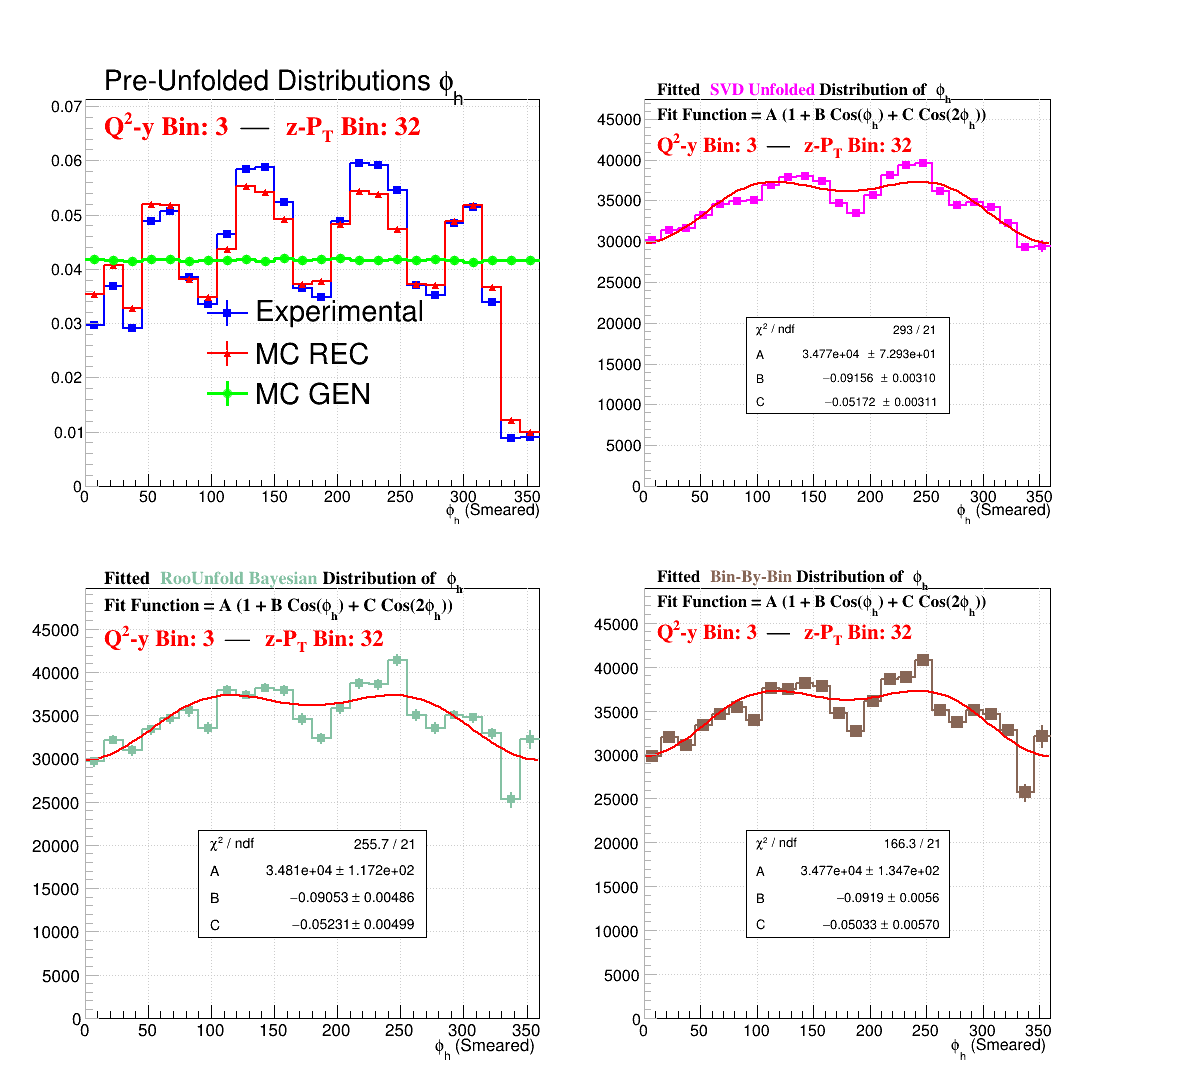 Pre-Unfolded Distributions ϕh
Q²-y Bin: 3 — z-PT Bin: 32
0.07
0.06
0.05
0.04
0.03
0.02
0.01
0
Experimental
MC REC
MC GEN
0 50 100 150 200 250 300 350
ϕh (Smeared)
Fitted SVD Unfolded Distribution of ϕh
Fit Function = A (1 + B Cos(ϕh) + C Cos(2ϕh))
Q²-y Bin: 3 — z-PT Bin: 32
45000
40000
35000
30000
25000
20000
15000
10000
5000
0
χ² / ndf 293 / 21
A 3.477e+04 ± 7.293e+01
B −0.09156 ± 0.00310
C −0.05172 ± 0.00311
0 50 100 150 200 250 300 350
ϕh (Smeared)
Fitted RooUnfold Bayesian Distribution of ϕh
Fit Function = A (1 + B Cos(ϕh) + C Cos(2ϕh))
Q²-y Bin: 3 — z-PT Bin: 32
45000
40000
35000
30000
25000
20000
15000
10000
5000
0
χ² / ndf 255.7 / 21
A 3.481e+04 ± 1.172e+02
B −0.09053 ± 0.00486
C −0.05231 ± 0.00499
0 50 100 150 200 250 300 350
ϕh (Smeared)
Fitted Bin-By-Bin Distribution of ϕh
Fit Function = A (1 + B Cos(ϕh) + C Cos(2ϕh))
Q²-y Bin: 3 — z-PT Bin: 32
45000
40000
35000
30000
25000
20000
15000
10000
5000
0
χ² / ndf 166.3 / 21
A 3.477e+04 ± 1.347e+02
B −0.0919 ± 0.0056
C −0.05033 ± 0.00570
0 50 100 150 200 250 300 350
ϕh (Smeared)